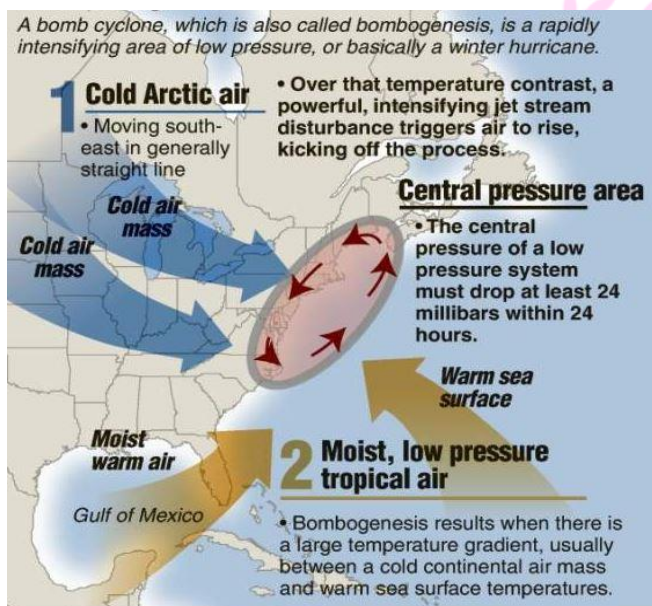 A bomb cyclone, which is also called bombogenesis, is a rapidly
intensifying area of low pressure, or basically a winter hurricane.
1 Cold Arctic air
• Moving south-
east in generally
straight line
• Over that temperature contrast, a
powerful, intensifying jet stream
disturbance triggers air to rise,
kicking off the process.
Central pressure area
• The central
pressure of a low
pressure system
must drop at least 24
millibars within 24
hours.
Cold air
mass
Cold air
mass
Warm sea
surface
Moist
warm air
Gulf of Mexico
2 Moist, low pressure
tropical air
• Bombogenesis results when there is
a large temperature gradient, usually
between a cold continental air mass
and warm sea surface temperatures.